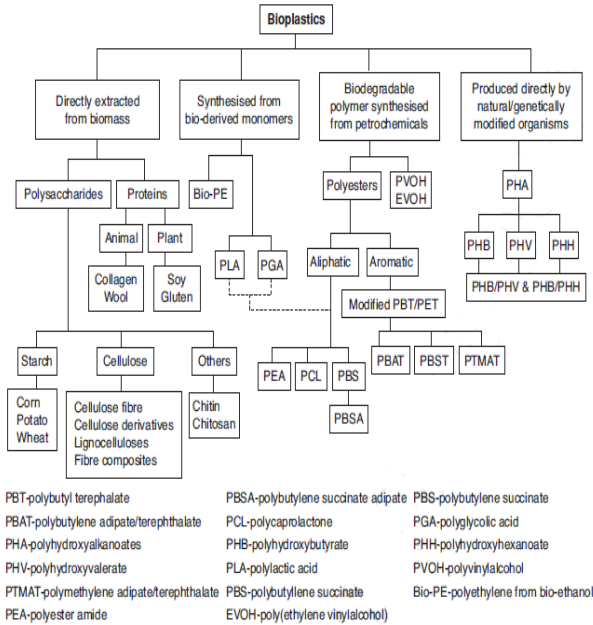 Bioplastics
Directly extracted
from biomass
Synthesised from
bio-derived monomers
Biodegradable
polymer synthesised
from petrochemicals
Produced directly by
natural/genetically
modified organisms
Polysaccharides
Proteins
Bio-PE
Polyesters
PVOH
EVOH
PHA
Animal
Plant
Collagen
Wool
Soy
Gluten
PLA
PGA
Aliphatic
Aromatic
PHB
PHV
PHH
PHB/PHV & PHB/PHH
Modified PBT/PET
Starch
Cellulose
Others
PEA
PCL
PBS
PBAT
PBST
PTMAT
PBSA
Corn
Potato
Wheat
Cellulose fibre
Cellulose derivatives
Lignocelluloses
Fibre composites
Chitin
Chitosan
PBT-polybutyl terephalate
PBSA-polybutylene succinate adipate
PBS-polybutylene succinate
PBAT-polybutylene adipate/terephthalate
PCL-polycaprolactone
PGA-polyglycolic acid
PHA-polyhydroxyalkanoates
PHB-polyhydroxybutyrate
PHH-polyhydroxyhexanoate
PHV-polyhydroxyvalerate
PLA-polylactic acid
PVOH-polyvinylalcohol
PTMAT-polymethylene adipate/terephthalate
PBS-polybutyllene succinate
Bio-PE-polyethylene from bio-ethanol
PEA-polyester amide
EVOH-poly(ethylene vinylalcohol)